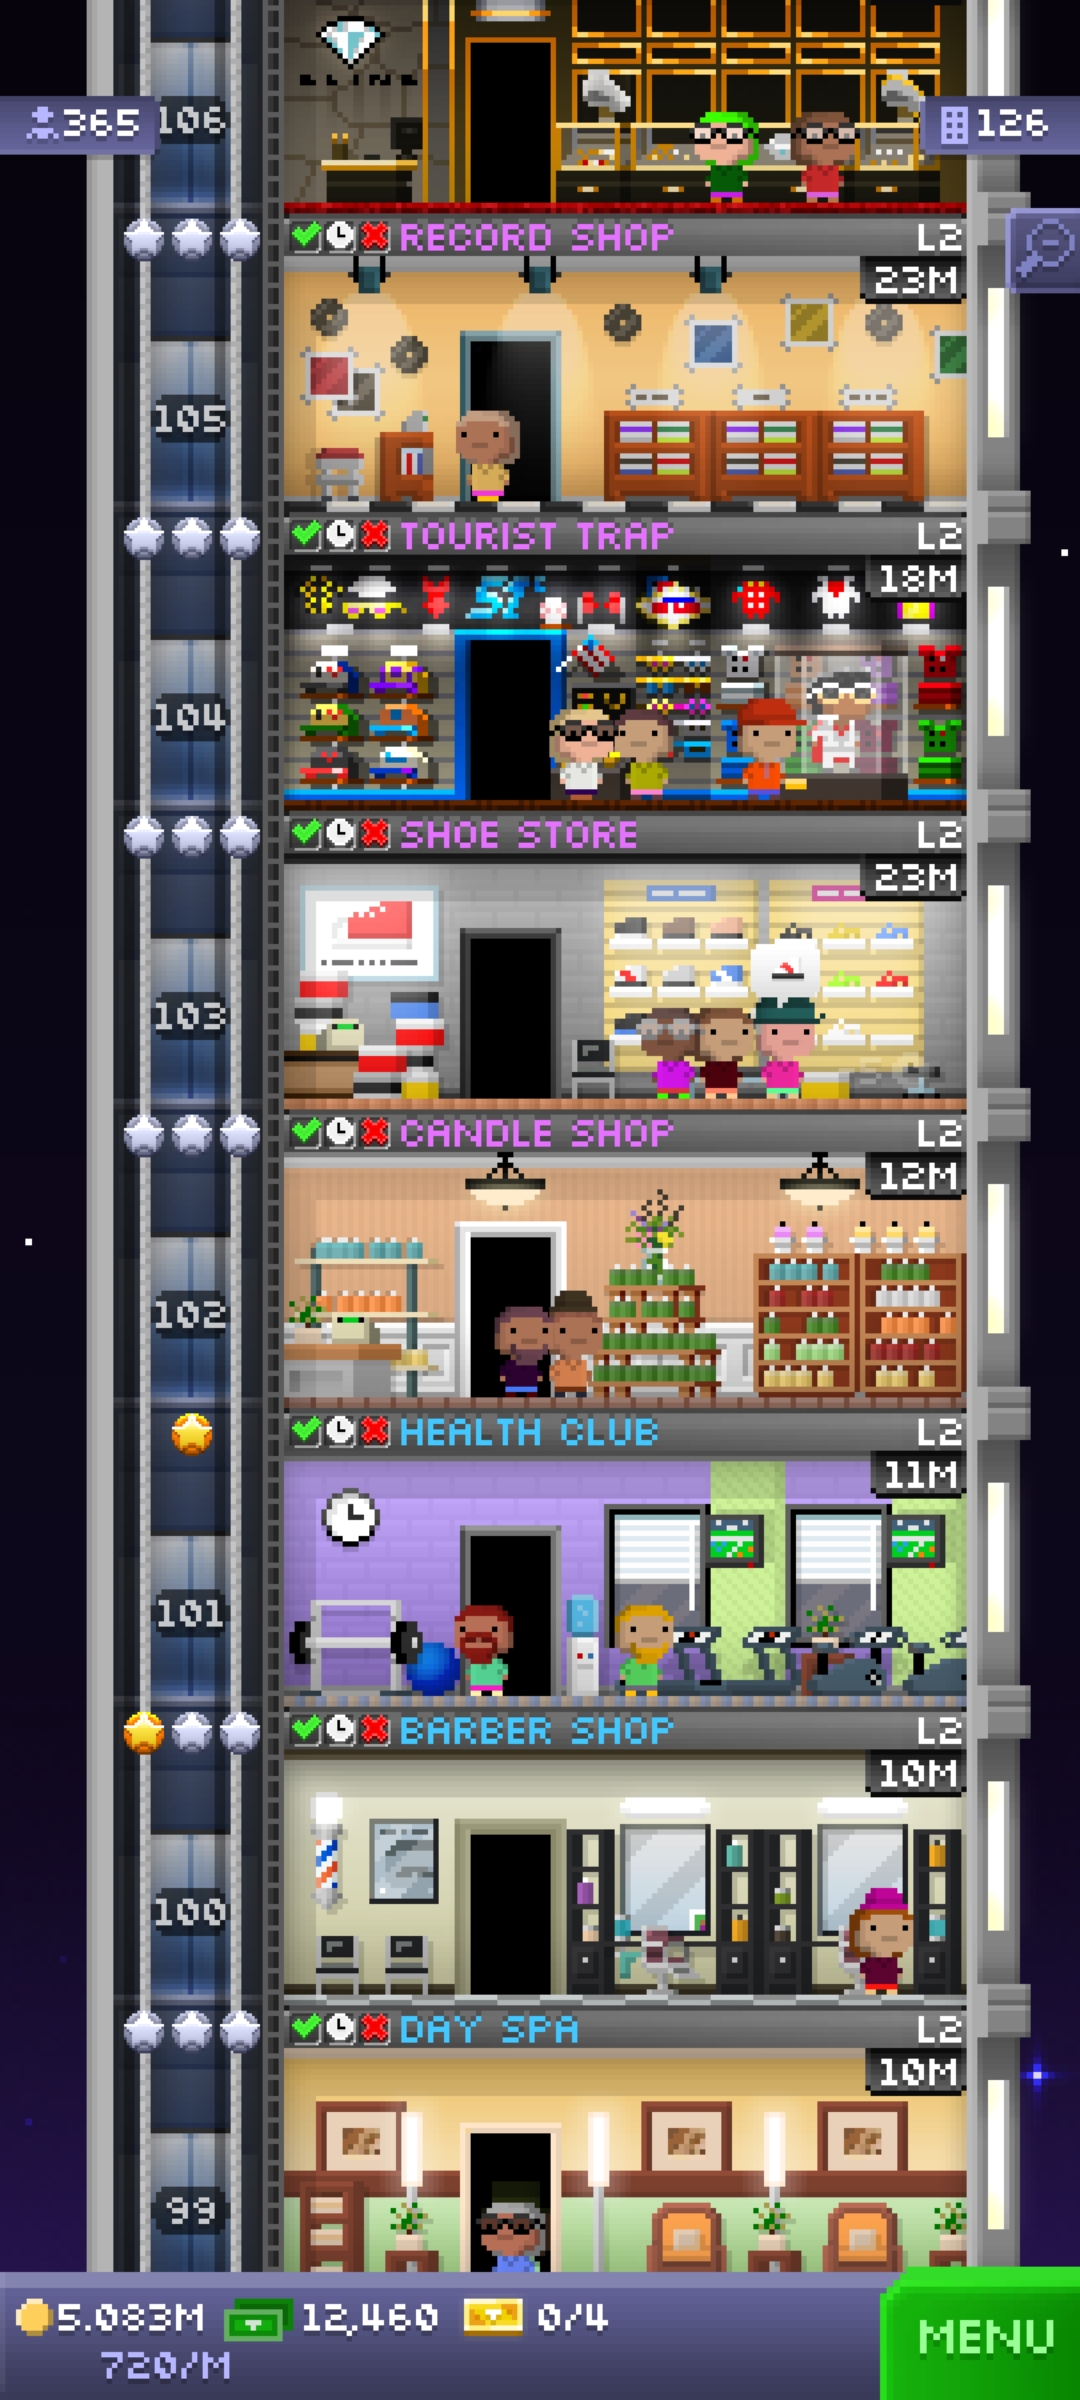 BLING
365
106
126
RECORD SHOP L2
23M
105
TOURIST TRAP L2
18M
104
SHOE STORE L2
23M
103
CANDLE SHOP L2
12M
102
HEALTH CLUB L2
11M
101
BARBER SHOP L2
10M
100
DAY SPA L2
10M
99
5.083M 12,460 0/4
720/M
MENU